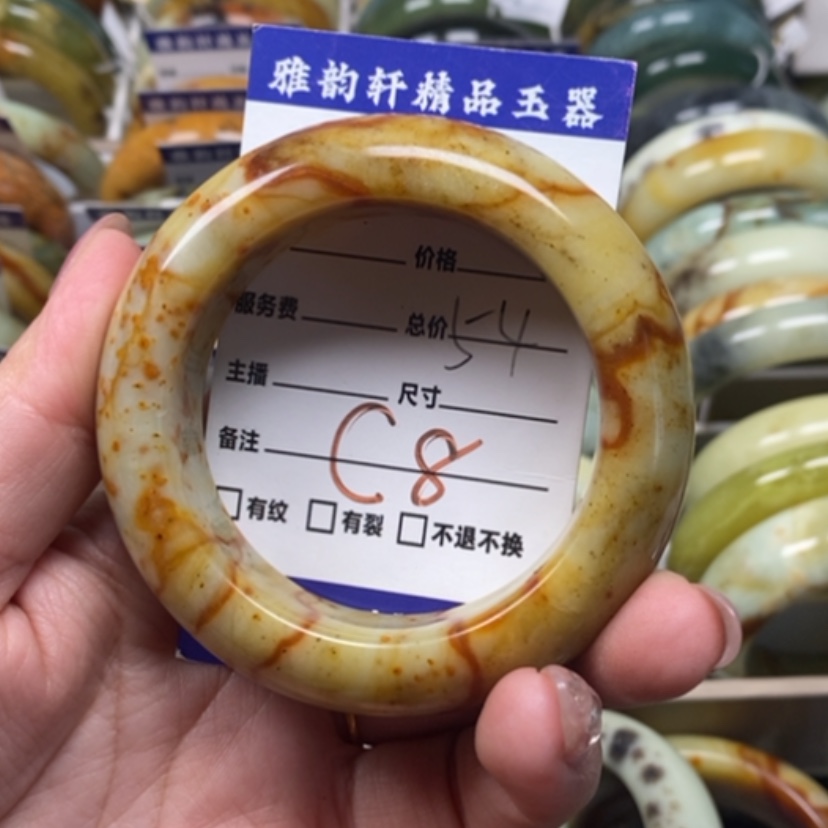 雅韵轩精品玉器
价格
服务费 总价 54
主播 尺寸
备注 C8
□有纹 □有裂 □不退不换